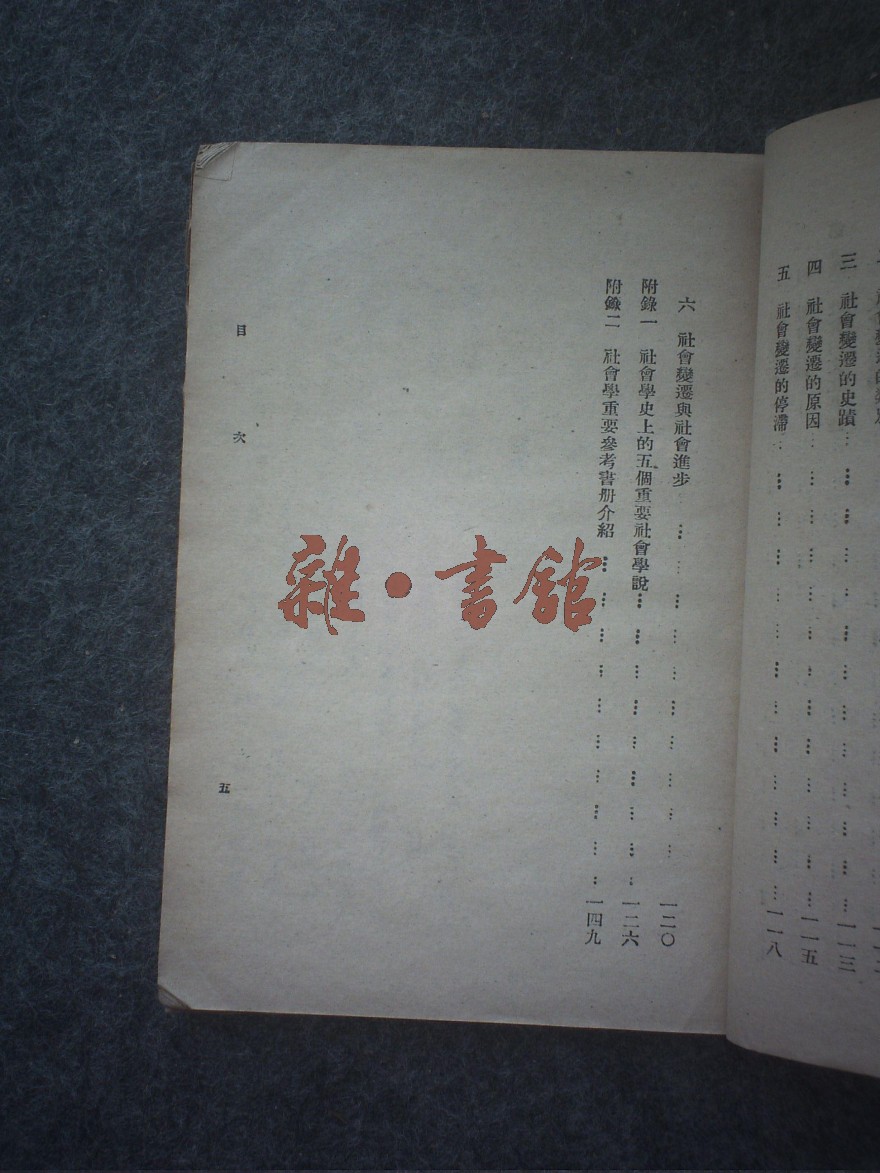 三 社會變遷的史蹟 一一三
四 社會變遷的原因 一一五
五 社會變遷的停滯 一一八
六 社會變遷與社會進步 一二〇
附錄一 社會學史上的五個重要社會學說 一二六
附錄二 社會學重要參考書册介紹 一四九
目次
五
雜·書館